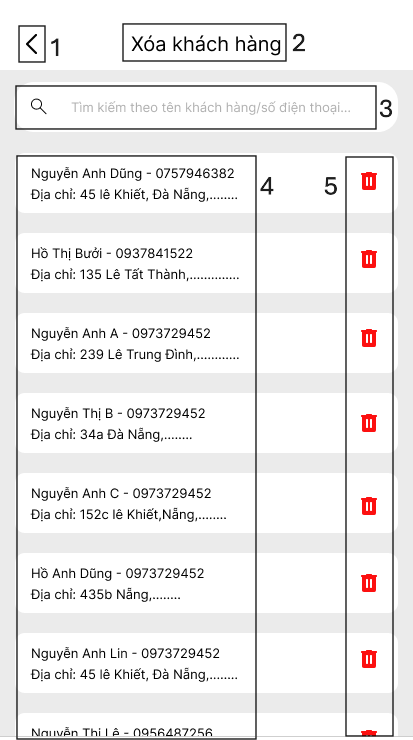 1
Xóa khách hàng 2
Tìm kiếm theo tên khách hàng/số điện thoại... 3
Nguyễn Anh Dũng - 0757946382
Địa chỉ: 45 lê Khiết, Đà Nẵng,........
4
5
Hồ Thị Bưởi - 0937841522
Địa chỉ: 135 Lê Tất Thành,..............
Nguyễn Anh A - 0973729452
Địa chỉ: 239 Lê Trung Đình,............
Nguyễn Thị B - 0973729452
Địa chỉ: 34a Đà Nẵng,........
Nguyễn Anh C - 0973729452
Địa chỉ: 152c lê Khiết,Nẵng,........
Hồ Anh Dũng - 0973729452
Địa chỉ: 435b Nẵng,........
Nguyễn Anh Lin - 0973729452
Địa chỉ: 45 lê Khiết, Đà Nẵng,........
Nguyễn Thị Lê - 0956487256